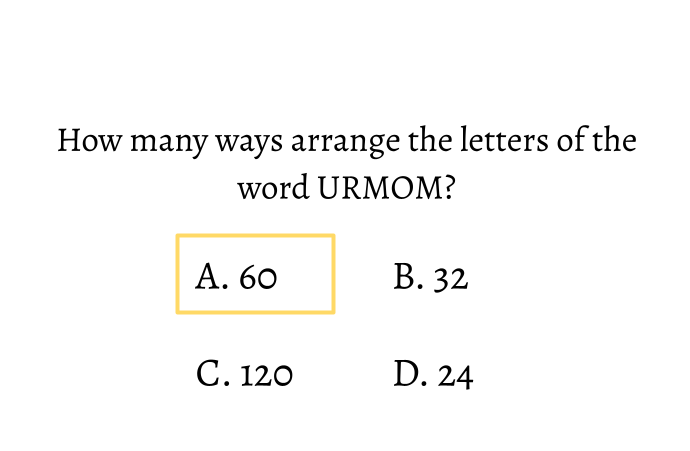 How many ways arrange the letters of the
word URMOM?
A. 60
B. 32
C. 120
D. 24